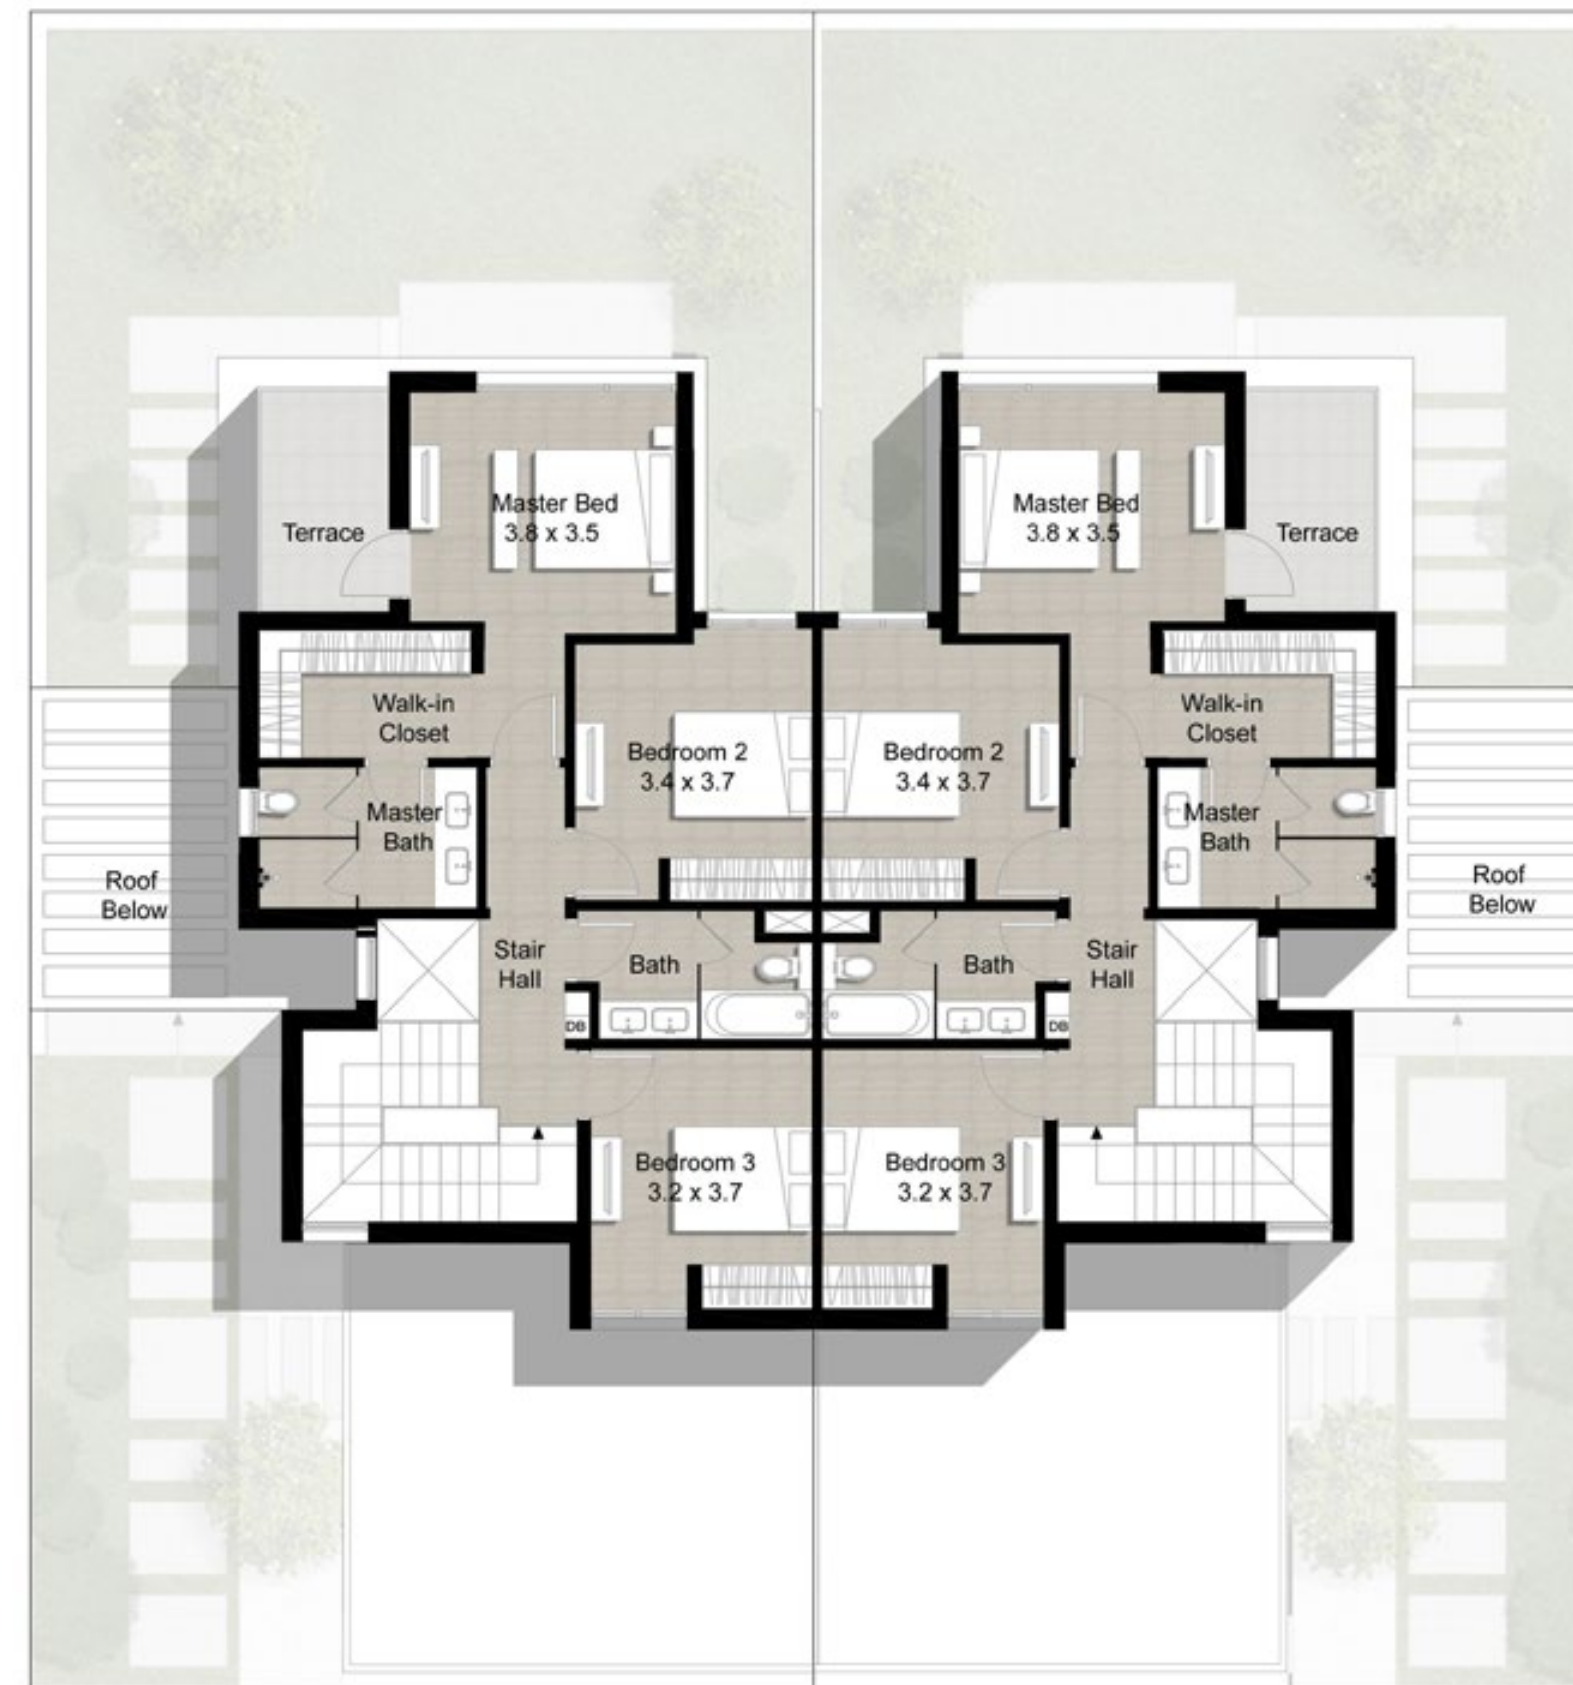 Master Bed
3.8 x 3.5
Master Bed
3.8 x 3.5
Terrace
Terrace
Walk-in
Closet
Walk-in
Closet
Bedroom 2
3.4 x 3.7
Bedroom 2
3.4 x 3.7
Master
Bath
Master
Bath
Roof
Below
Roof
Below
Stair
Hall
Bath
Bath
Stair
Hall
DB
DB
Bedroom 3
3.2 x 3.7
Bedroom 3
3.2 x 3.7